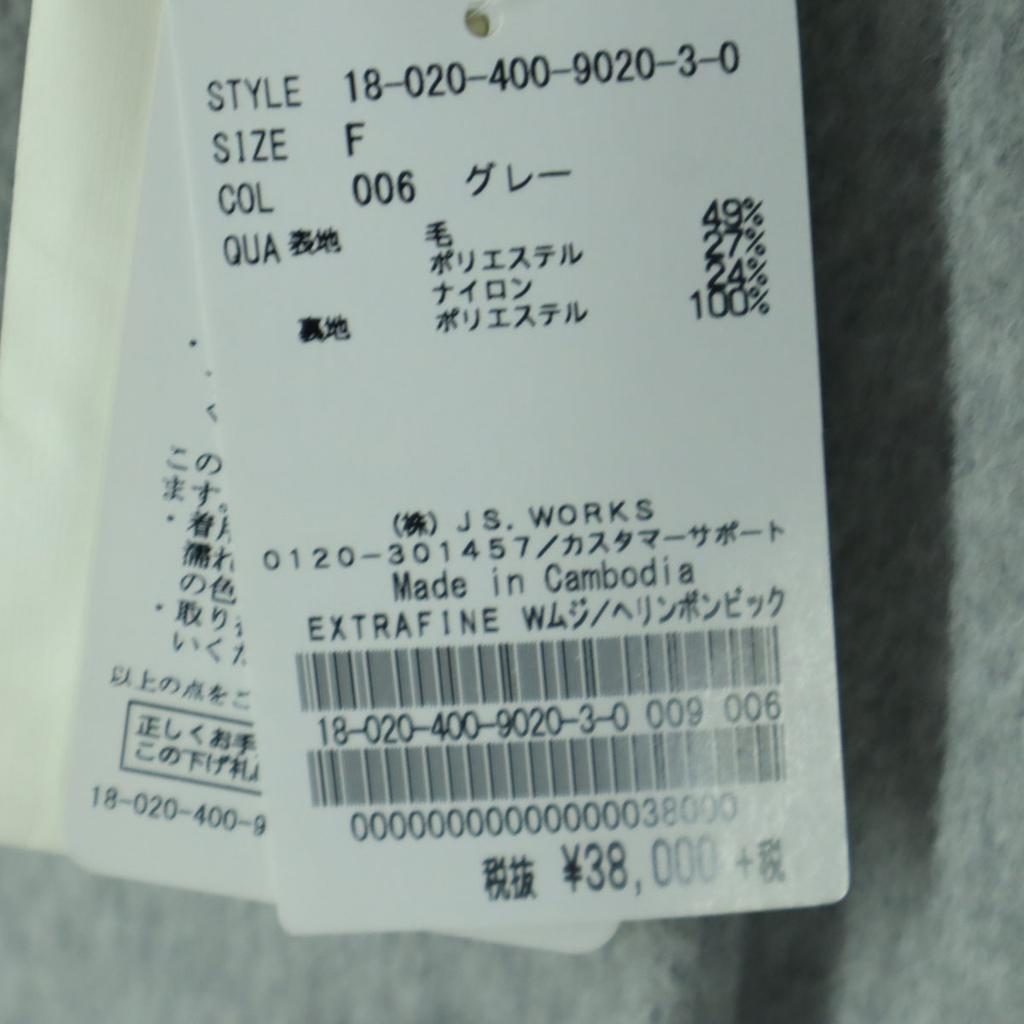 STYLE 18-020-400-9020-3-0
SIZE F
COL 006 グレー
QUA 表地 毛 49%
ポリエステル 27%
ナイロン 24%
裏地 ポリエステル 100%
(株) JS. WORKS
0120-301457/カスタマーサポート
Made in Cambodia
EXTRAFINE Wムジ/ヘリンボンビック
18-020-400-9020-3-0 009 006
00000000000000038000
税抜 ¥38,000 +税
く
この
ます。
・着
濡れ
の色
・取り
いく
以上の点をこ
正しくお手
この下げ札
18-020-400-9